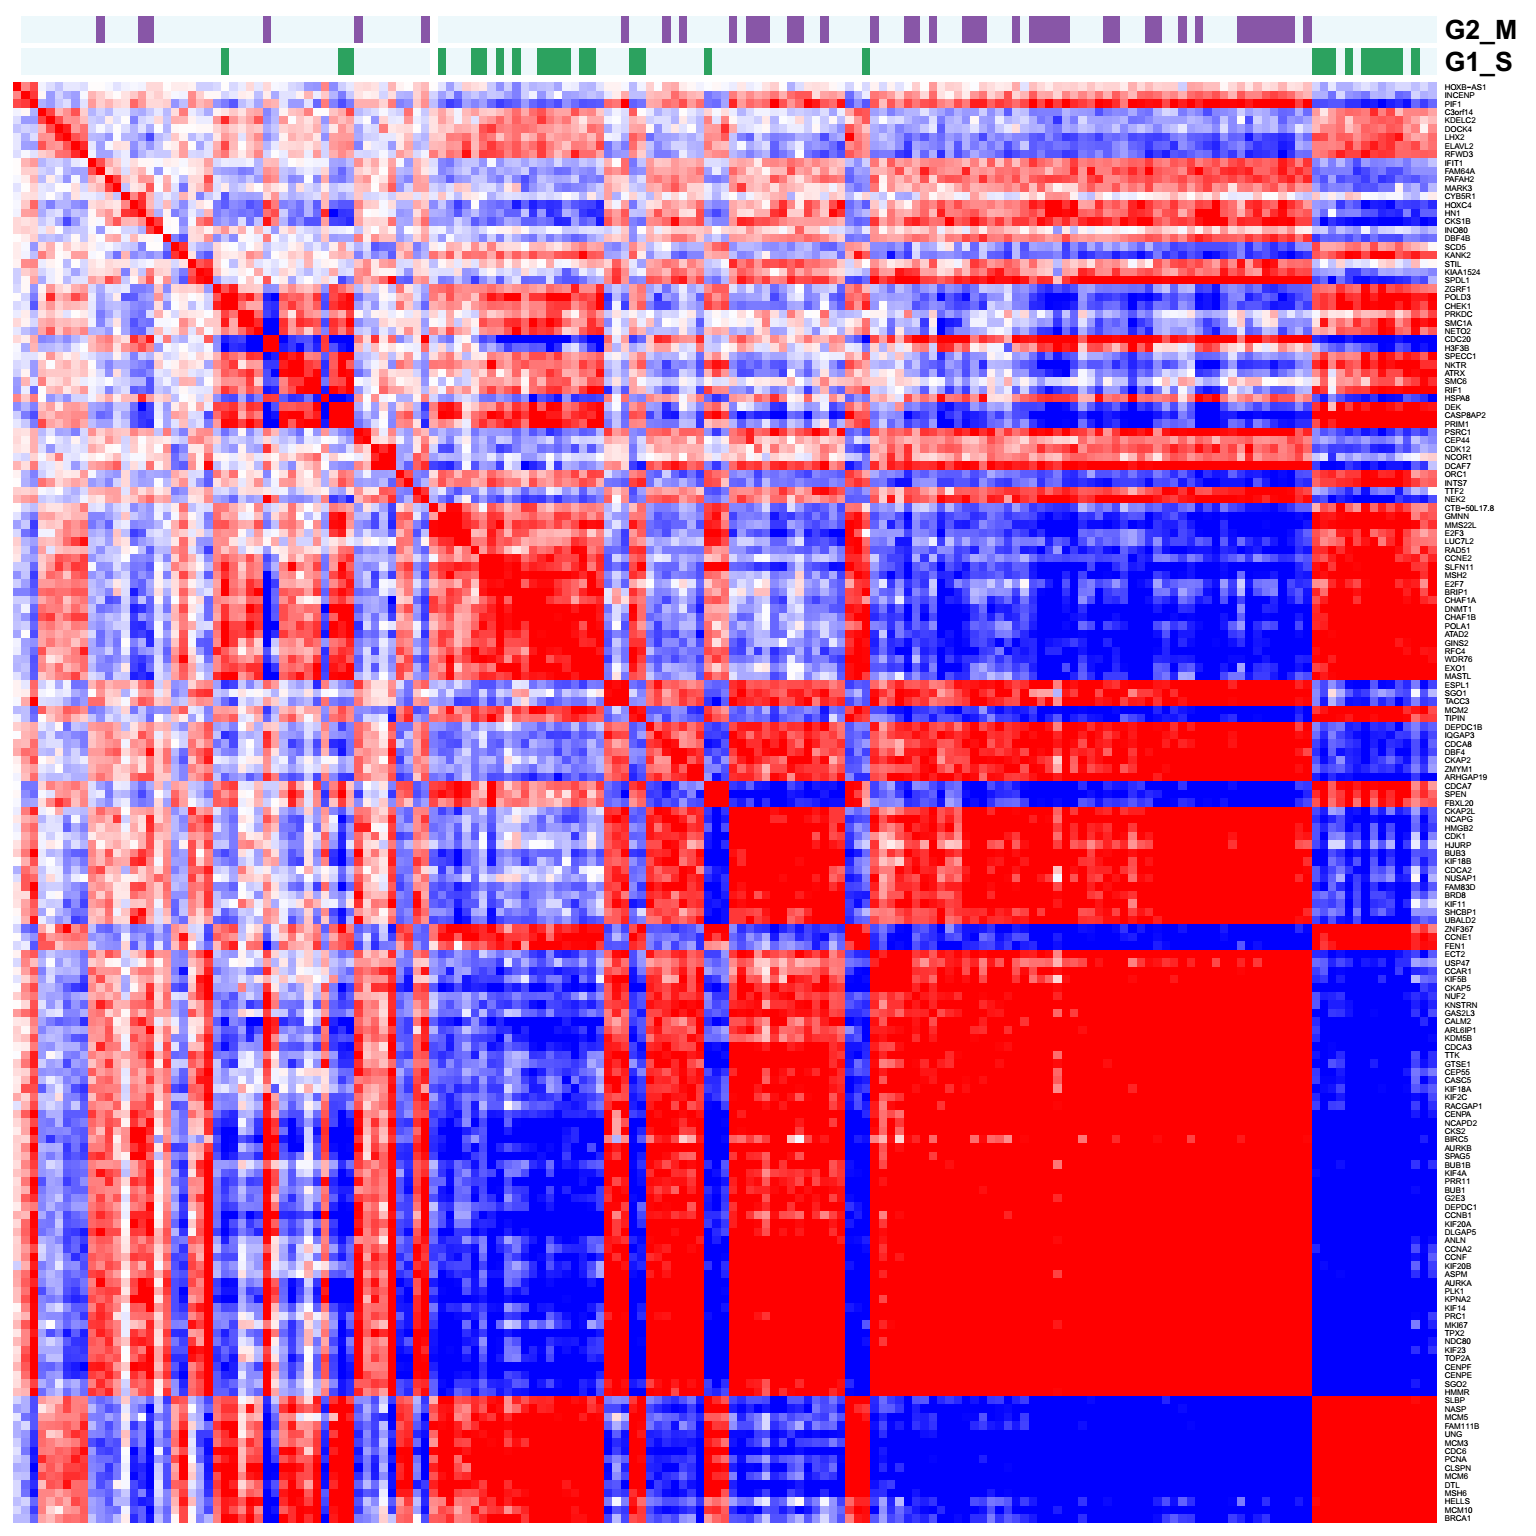 G2_M
G1_S
HOXB-AS1
INCENP
PIF1
C3orf14
KDELC2
DOCK4
LHX2
ELAVL2
RFWD3
IFIT1
FAM64A
PAFAH2
MARK3
CYB5R1
HOXC4
HN1
CKS1B
INO80
DBF4B
SCD5
KANK2
STIL
KIAA1524
SPDL1
ZGRF1
POLD3
CHEK1
PRKDC
SMC1A
NETO2
CDC20
H3F3B
SPECC1
NKTR
ATRX
SMC6
RIF1
HSPA8
DEK
CASP8AP2
PRIM1
PSRC1
CEP44
CDK12
NCOR1
DCAF7
ORC1
INTS7
TTF2
NEK2
CTB-50L17.8
GMNN
MMS22L
E2F3
LUC7L2
RAD51
CCNE2
SLFN11
MSH2
E2F7
BRIP1
CHAF1A
DNMT1
CHAF1B
POLA1
ATAD2
GINS2
RFC4
WDR76
EXO1
MASTL
ESPL1
SGO1
TACC3
MCM2
TIPIN
DEPDC1B
IQGAP3
CDCA8
DBF4
CKAP2
ZMYM1
ARHGAP19
CDCA7
SPEN
FBXL20
CKAP2L
NCAPG
HMGB2
CDK1
HJURP
BUB3
KIF18B
CDCA2
NUSAP1
FAM83D
BRD8
KIF11
SHCBP1
UBALD2
ZNF367
CCNE1
FEN1
ECT2
USP47
CCAR1
KIF5B
CKAP5
NUF2
KNSTRN
GAS2L3
CALM2
ARL6IP1
KDM5B
CDCA3
TTK
GTSE1
CEP55
CASC5
KIF18A
KIF2C
RACGAP1
CENPA
NCAPD2
CKS2
BIRC5
AURKB
SPAG5
BUB1B
KIF4A
PRR11
BUB1
G2E3
DEPDC1
CCNB1
KIF20A
DLGAP5
ANLN
CCNA2
CCNF
KIF20B
ASPM
AURKA
PLK1
KPNA2
KIF14
PRC1
MKI67
TPX2
NDC80
KIF23
TOP2A
CENPF
CENPE
SGO2
HMMR
SLBP
NASP
MCM5
FAM111B
UNG
MCM3
CDC6
PCNA
CLSPN
MCM6
DTL
MSH6
HELLS
MCM10
BRCA1